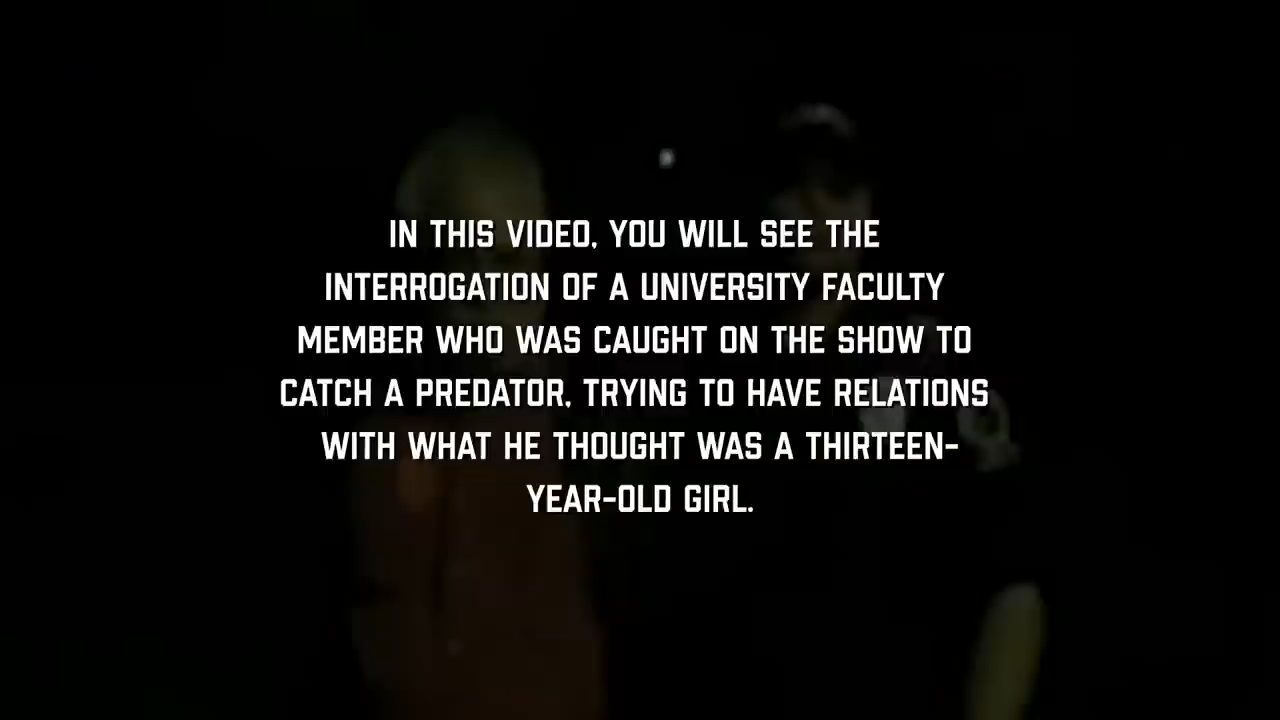 IN THIS VIDEO, YOU WILL SEE THE
INTERROGATION OF A UNIVERSITY FACULTY
MEMBER WHO WAS CAUGHT ON THE SHOW TO
CATCH A PREDATOR, TRYING TO HAVE RELATIONS
WITH WHAT HE THOUGHT WAS A THIRTEEN-
YEAR-OLD GIRL.